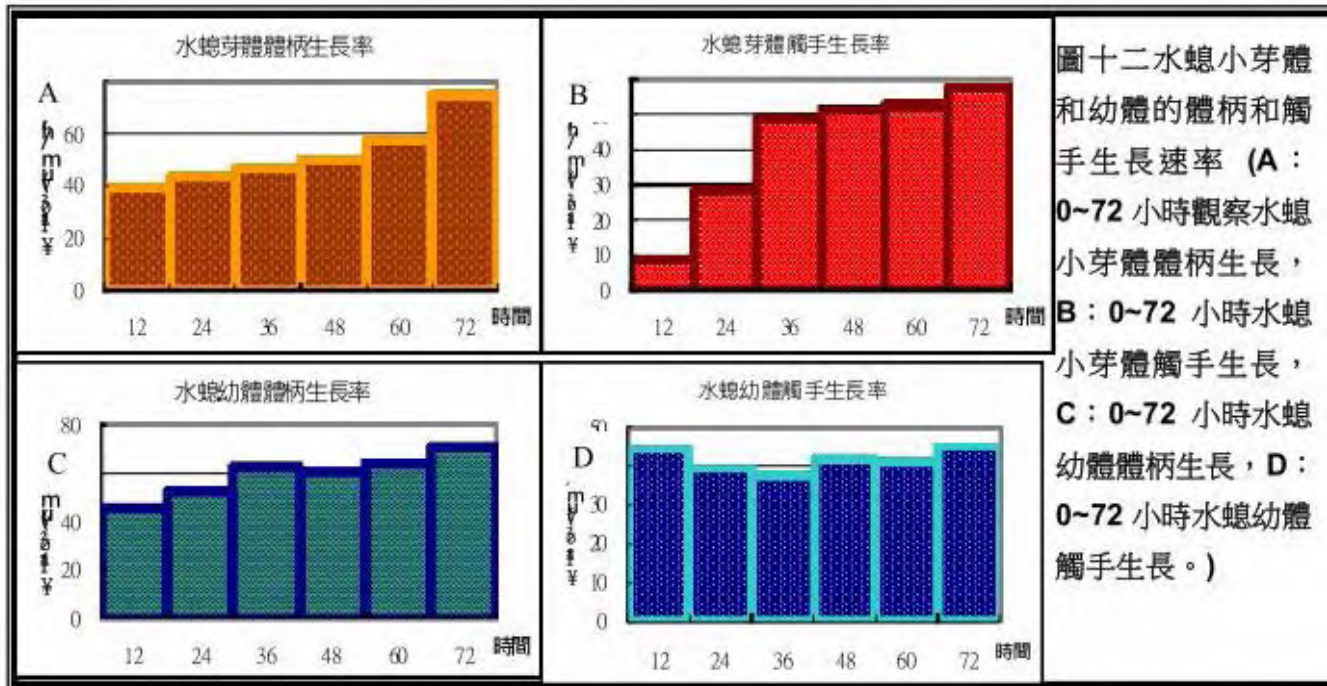 水螅芽體體柄生長率
A
60
40
20
0
12 24 36 48 60 72 時間
水螅芽體觸手生長率
B
40
30
20
10
0
12 24 36 48 60 72 時間
水螅幼體體柄生長率
80
C
40
20
0
12 24 36 48 60 72 時間
水螅幼體觸手生長率
D
30
20
10
0
12 24 36 48 60 72 時間
圖十二水螅小芽體
和幼體的體柄和觸
手生長速率 (A：
0~72 小時觀察水螅
小芽體體柄生長，
B：0~72 小時水螅
小芽體觸手生長，
C：0~72 小時水螅
幼體體柄生長，D：
0~72 小時水螅幼體
觸手生長。)